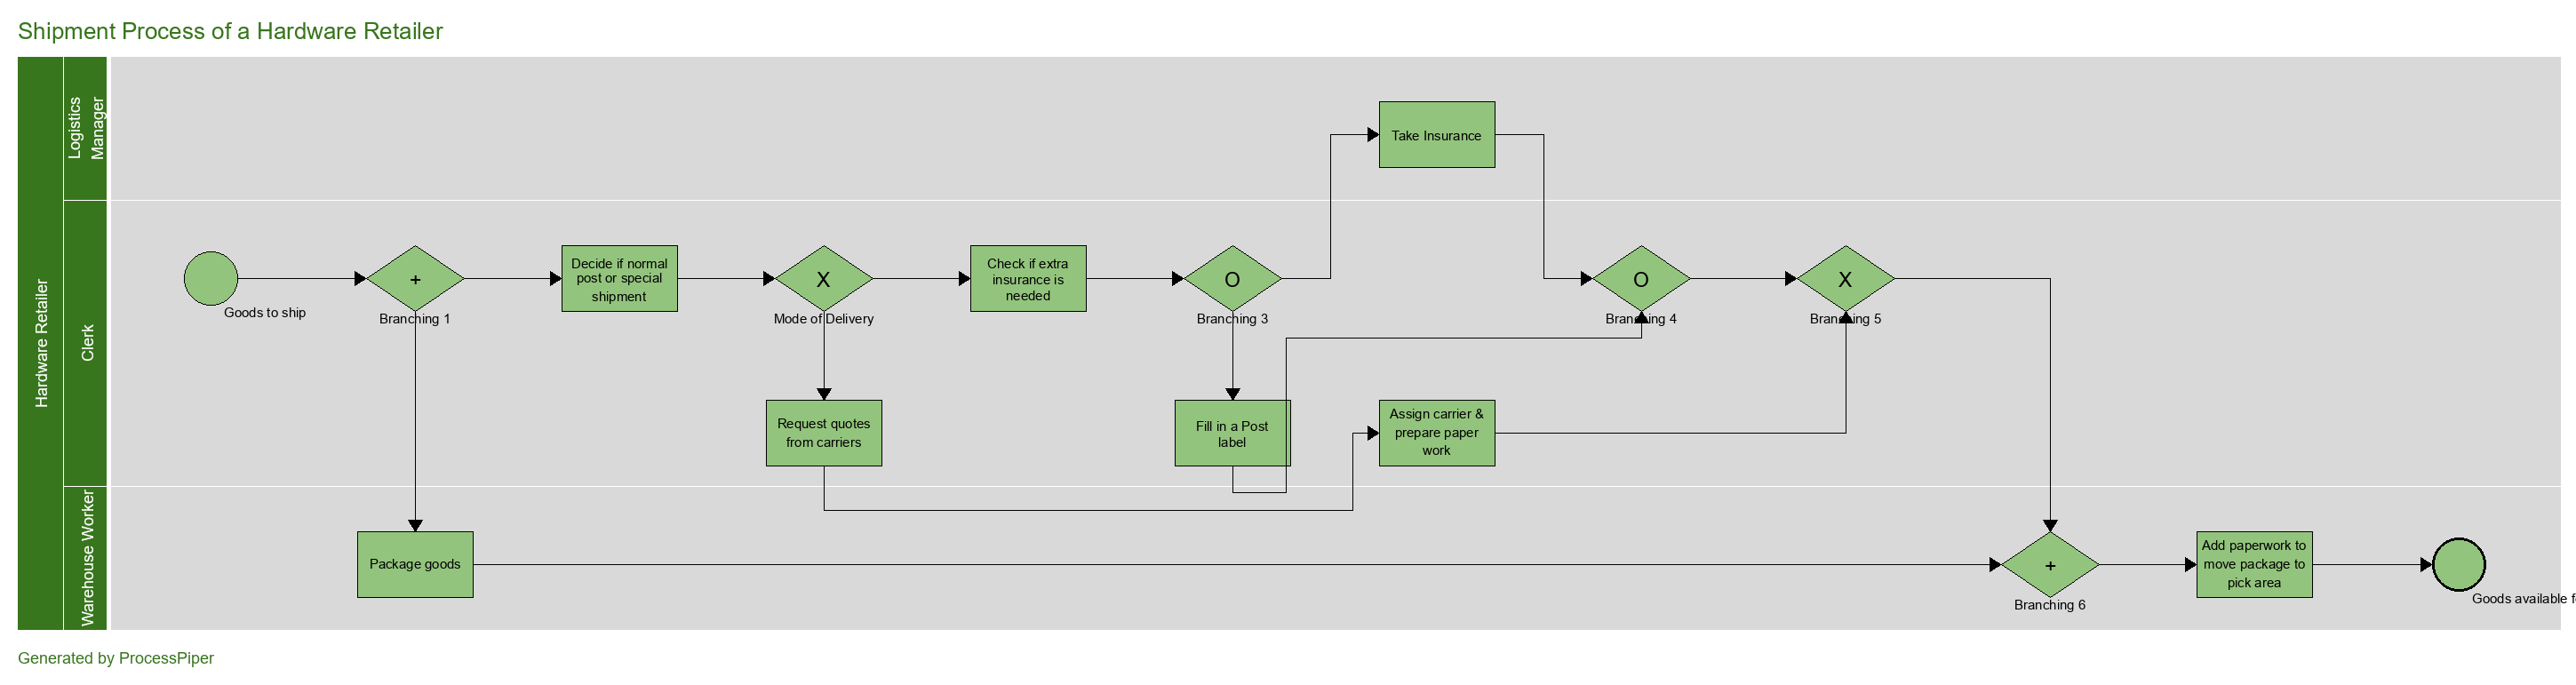 Shipment Process of a Hardware Retailer
Hardware Retailer
Logistics
Manager
Take Insurance
Clerk
Goods to ship
+
Branching 1
Decide if normal
post or special
shipment
X
Mode of Delivery
Check if extra
insurance is
needed
O
Branching 3
O
Branching 4
X
Branching 5
Request quotes
from carriers
Fill in a Post
label
Assign carrier &
prepare paper
work
Warehouse Worker
Package goods
+
Branching 6
Add paperwork to
move package to
pick area
Goods available
Generated by ProcessPiper